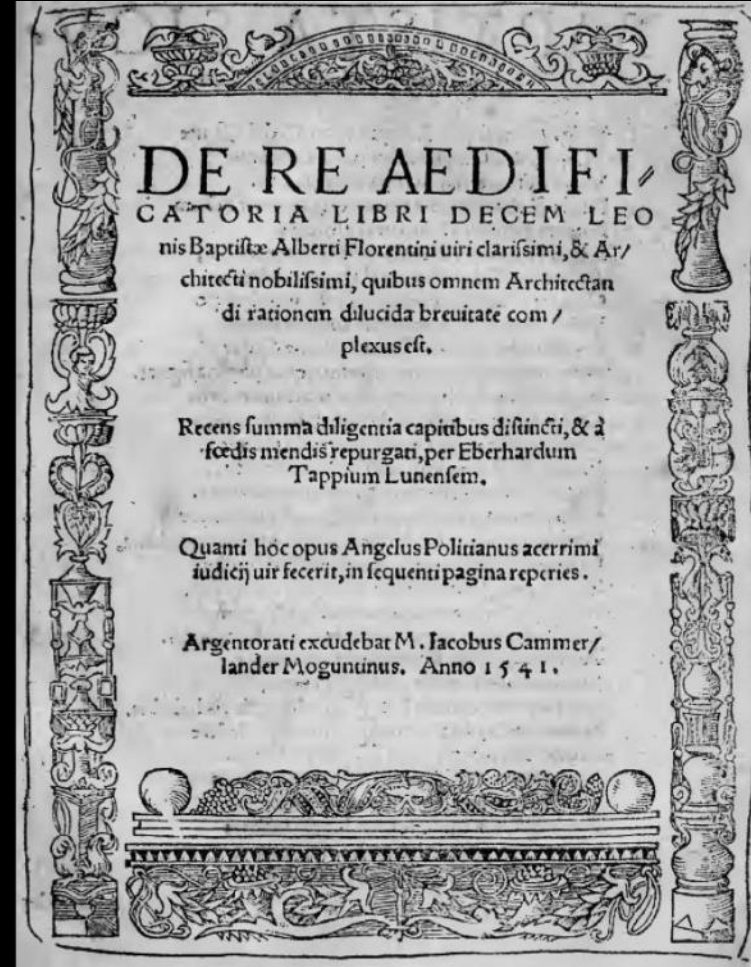 DE RE AEDIFI/
CATORIA LIBRI DECEM LEO
nis Baptistæ Alberti Florentini uiri clarissimi, & Ar/
chitecti nobilissimi, quibus omnem Architectan
di rationem dilucida breuitate com/
plexus est.
Recens summa diligentia capitibus distincti, & à
fœdis mendis repurgati, per Eberhardum
Tappium Lunensem.
Quanti hoc opus Angelus Politianus acerrimi
iudicij uir fecerit, in sequenti pagina reperies.
Argentorati excudebat M. Iacobus Cammer/
lander Moguntinus. Anno 1541.